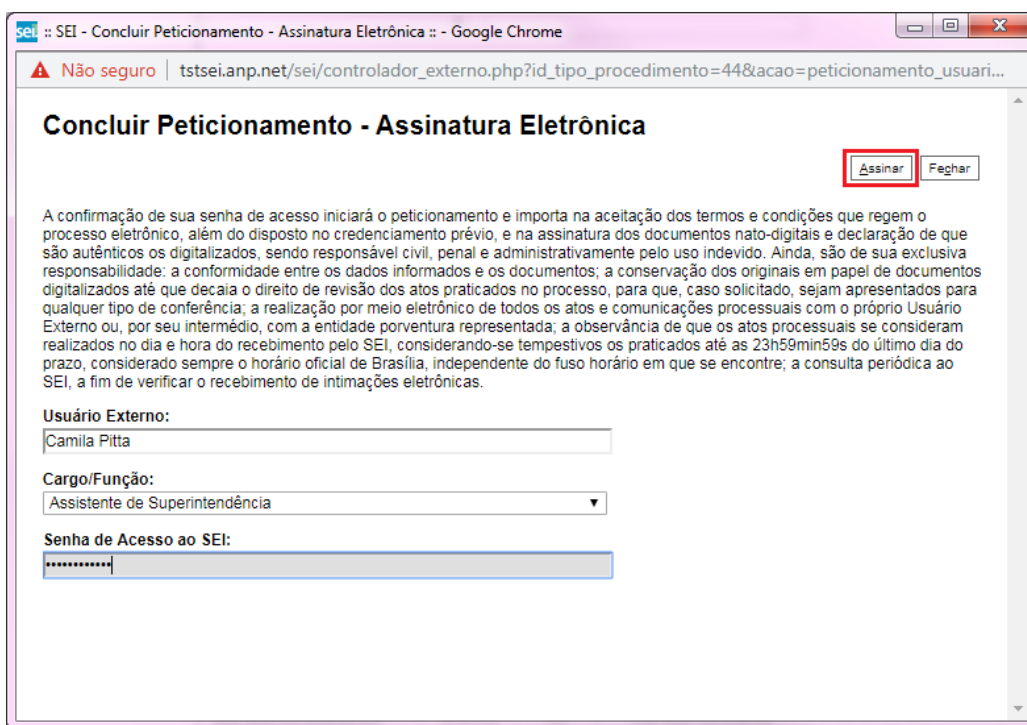 sei :: SEI - Concluir Peticionamento - Assinatura Eletrônica :: - Google Chrome
Não seguro | tstsei.anp.net/sei/controlador_externo.php?id_tipo_procedimento=44&acao=peticionamento_usuari...
Concluir Peticionamento - Assinatura Eletrônica
Assinar Fechar
A confirmação de sua senha de acesso iniciará o peticionamento e importa na aceitação dos termos e condições que regem o
processo eletrônico, além do disposto no credenciamento prévio, e na assinatura dos documentos nato-digitais e declaração de que
são autênticos os digitalizados, sendo responsável civil, penal e administrativamente pelo uso indevido. Ainda, são de sua exclusiva
responsabilidade: a conformidade entre os dados informados e os documentos; a conservação dos originais em papel de documentos
digitalizados até que decaia o direito de revisão dos atos praticados no processo, para que, caso solicitado, sejam apresentados para
qualquer tipo de conferência; a realização por meio eletrônico de todos os atos e comunicações processuais com o próprio Usuário
Externo ou, por seu intermédio, com a entidade porventura representada; a observância de que os atos processuais se consideram
realizados no dia e hora do recebimento pelo SEI, considerando-se tempestivos os praticados até as 23h59min59s do último dia do
prazo, considerado sempre o horário oficial de Brasília, independente do fuso horário em que se encontre; a consulta periódica ao
SEI, a fim de verificar o recebimento de intimações eletrônicas.
Usuário Externo:
Camila Pitta
Cargo/Função:
Assistente de Superintendência
Senha de Acesso ao SEI:
••••••••••••